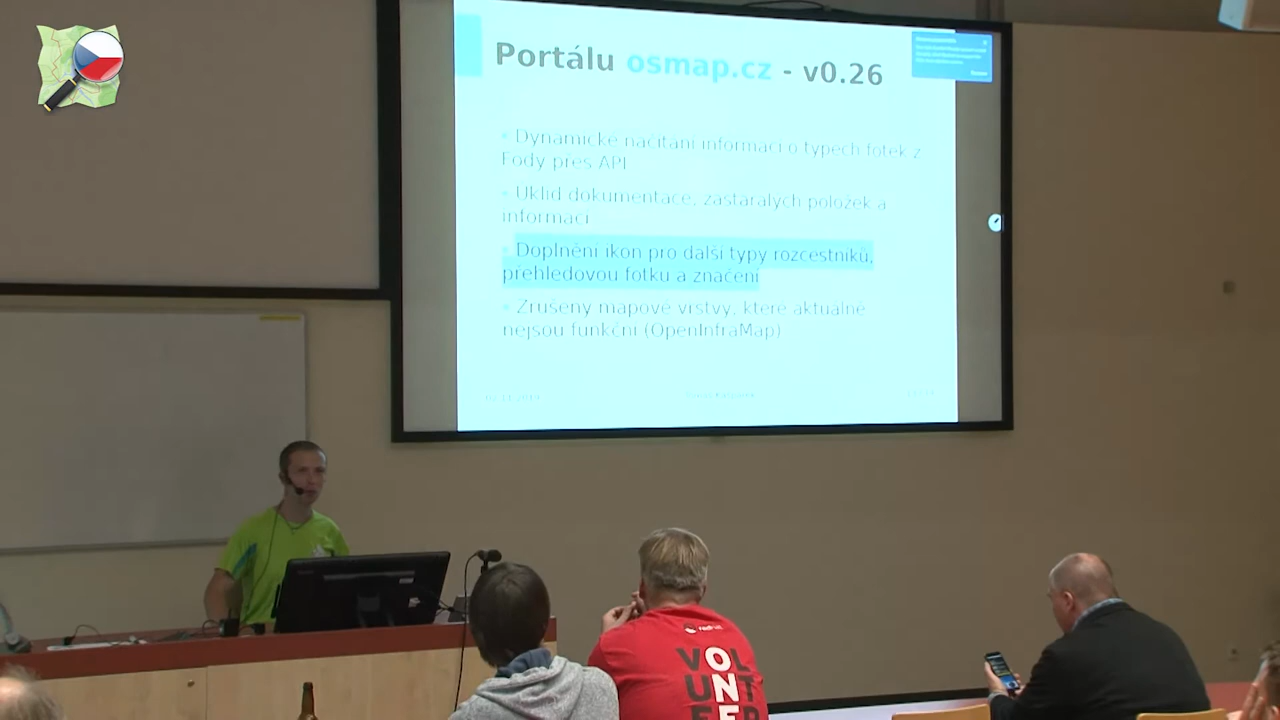 Portálu osmap.cz - v0.26
Dynamické načítání informací o typech fotek z
Fody přes API
Úklid dokumentace, zastaralých položek a
informací
Doplnění ikon pro další typy rozcestníků,
přehledovou fotku a značení
Zrušeny mapové vrstvy, které aktuálně
nejsou funkční (OpenInfraMap)
VOL
UNT